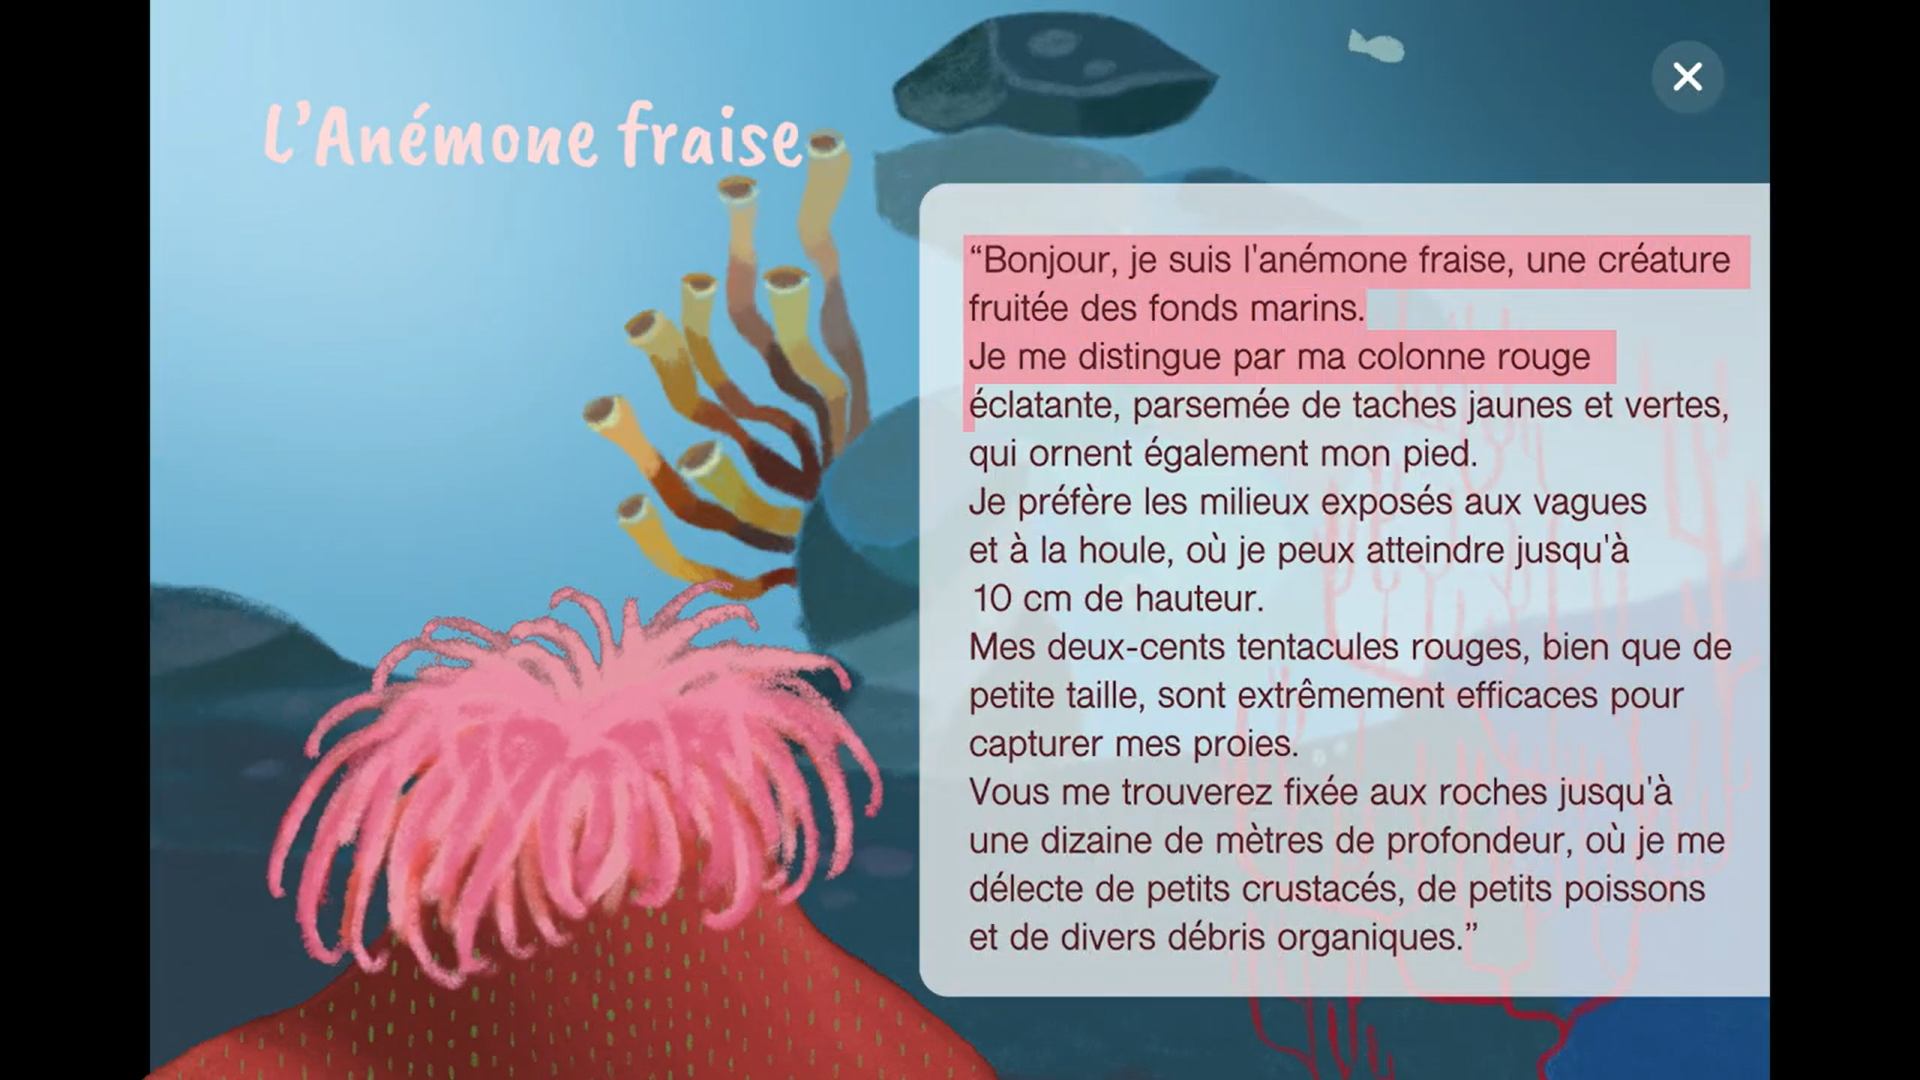 L’Anémone fraise
“Bonjour, je suis l'anémone fraise, une créature
fruitée des fonds marins.
Je me distingue par ma colonne rouge
éclatante, parsemée de taches jaunes et vertes,
qui ornent également mon pied.
Je préfère les milieux exposés aux vagues
et à la houle, où je peux atteindre jusqu'à
10 cm de hauteur.
Mes deux-cents tentacules rouges, bien que de
petite taille, sont extrêmement efficaces pour
capturer mes proies.
Vous me trouverez fixée aux roches jusqu'à
une dizaine de mètres de profondeur, où je me
délecte de petits crustacés, de petits poissons
et de divers débris organiques.”